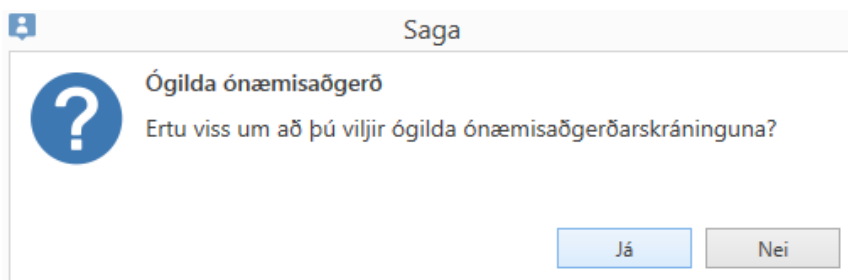 Saga
Ógilda ónæmisaðgerð
Ertu viss um að þú viljir ógilda ónæmisaðgerðarskráninguna?
Já
Nei